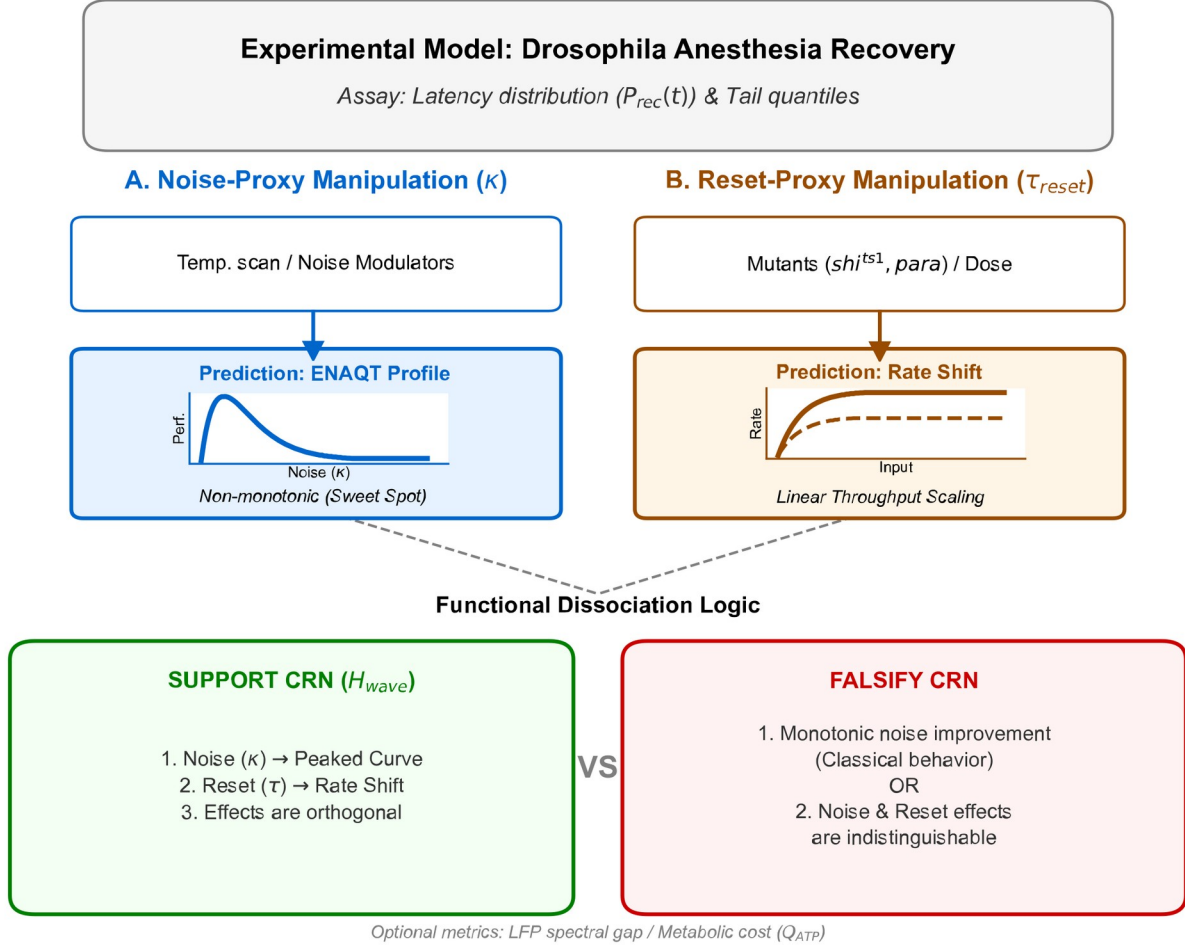 Experimental Model: Drosophila Anesthesia Recovery
Assay: Latency distribution (P_rec(t)) & Tail quantiles
A. Noise-Proxy Manipulation (κ)
B. Reset-Proxy Manipulation (τ_reset)
Temp. scan / Noise Modulators
Mutants (shi^ts1, para) / Dose
Prediction: ENAQT Profile
Perf.
Noise (κ)
Non-monotonic (Sweet Spot)
Prediction: Rate Shift
Rate
Input
Linear Throughput Scaling
Functional Dissociation Logic
SUPPORT CRN (H_wave)
1. Noise (κ) → Peaked Curve
2. Reset (τ) → Rate Shift
3. Effects are orthogonal
VS
FALSIFY CRN
1. Monotonic noise improvement
(Classical behavior)
OR
2. Noise & Reset effects
are indistinguishable
Optional metrics: LFP spectral gap / Metabolic cost (Q_ATP)